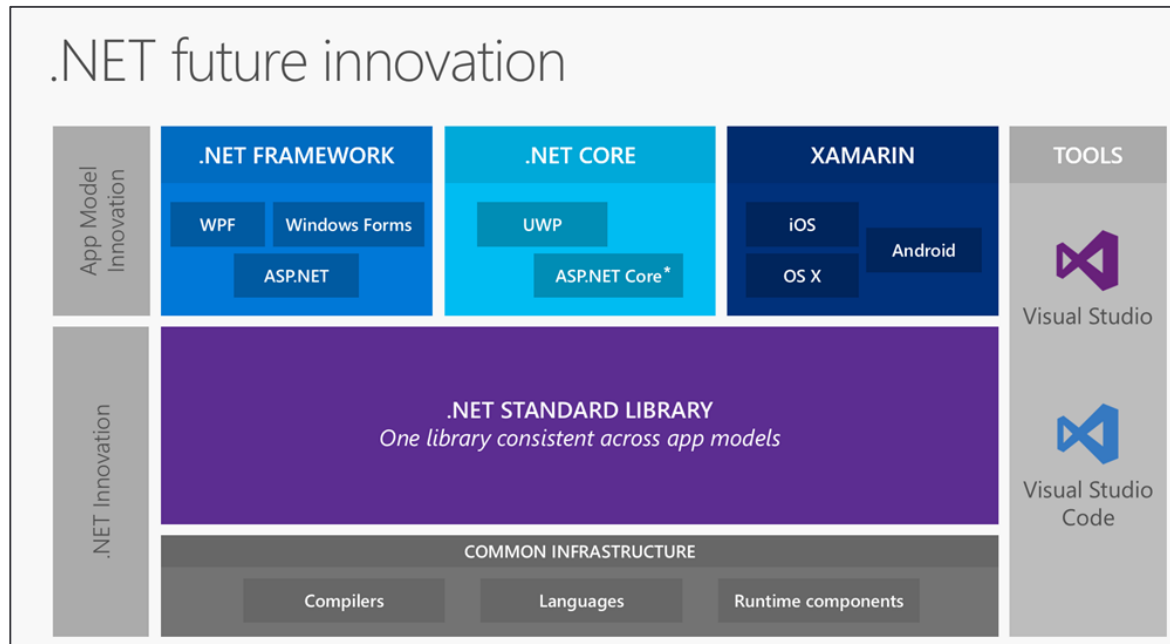 .NET future innovation
App Model
Innovation
.NET FRAMEWORK
WPF
Windows Forms
ASP.NET
.NET CORE
UWP
ASP.NET Core*
XAMARIN
iOS
Android
OS X
TOOLS
Visual Studio
Visual Studio
Code
.NET Innovation
.NET STANDARD LIBRARY
One library consistent across app models
COMMON INFRASTRUCTURE
Compilers
Languages
Runtime components